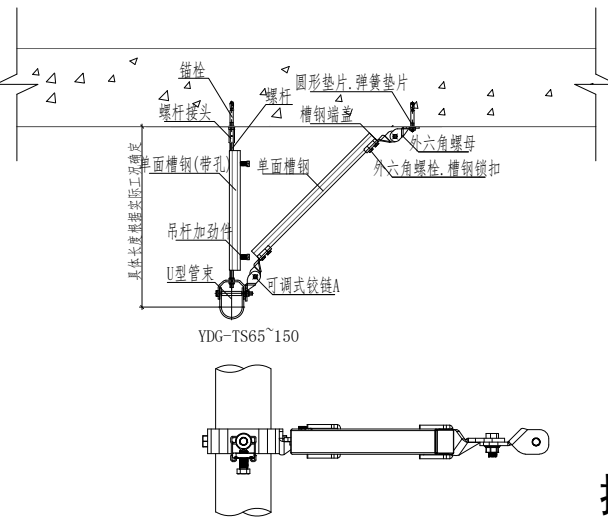 锚栓
圆形垫片.弹簧垫片
螺杆
螺杆接头
槽钢端盖
外六角螺母
单面槽钢(带孔)
单面槽钢
外六角螺栓.槽钢锁扣
具体长度根据实际工况确定
吊杆加劲件
U型管束
可调式铰链A
YDG-TS65~150